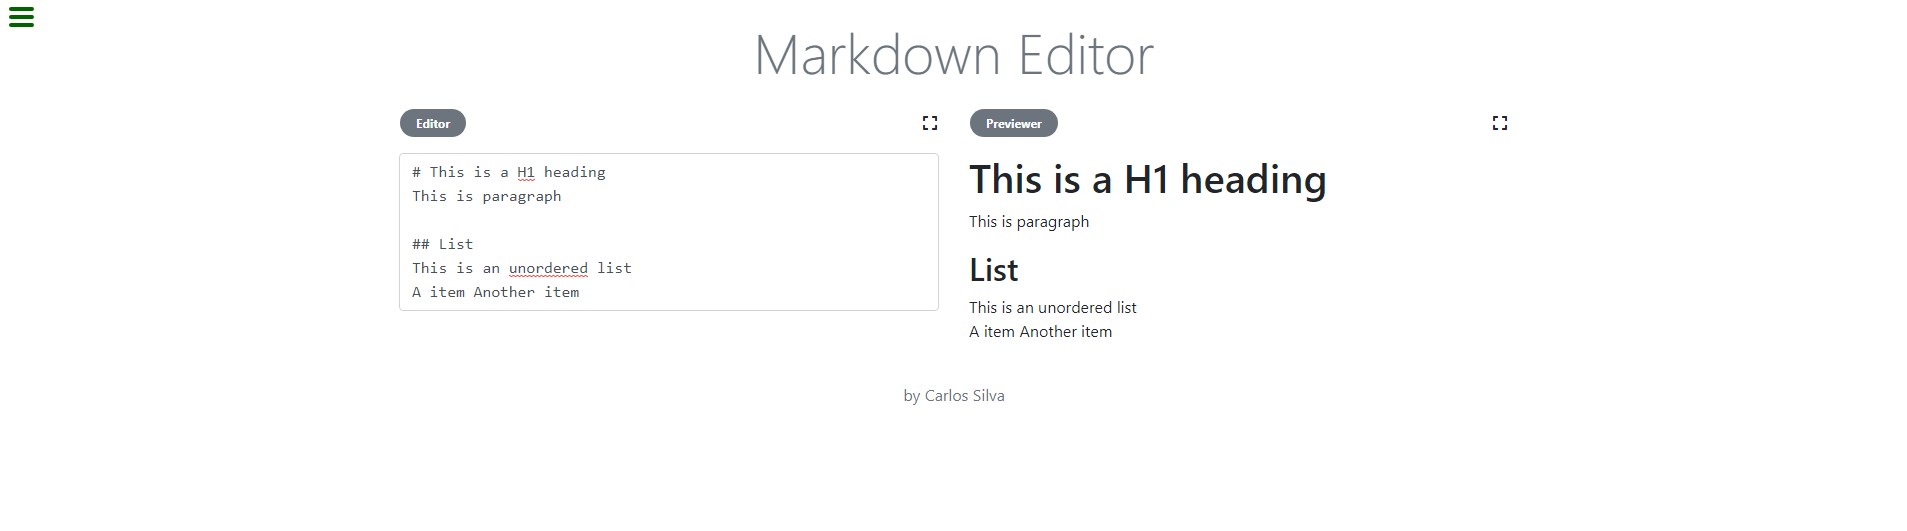 Markdown Editor
Editor
# This is a H1 heading
This is paragraph
## List
This is an unordered list
A item Another item
Previewer
This is a H1 heading
This is paragraph
List
This is an unordered list
A item Another item
by Carlos Silva